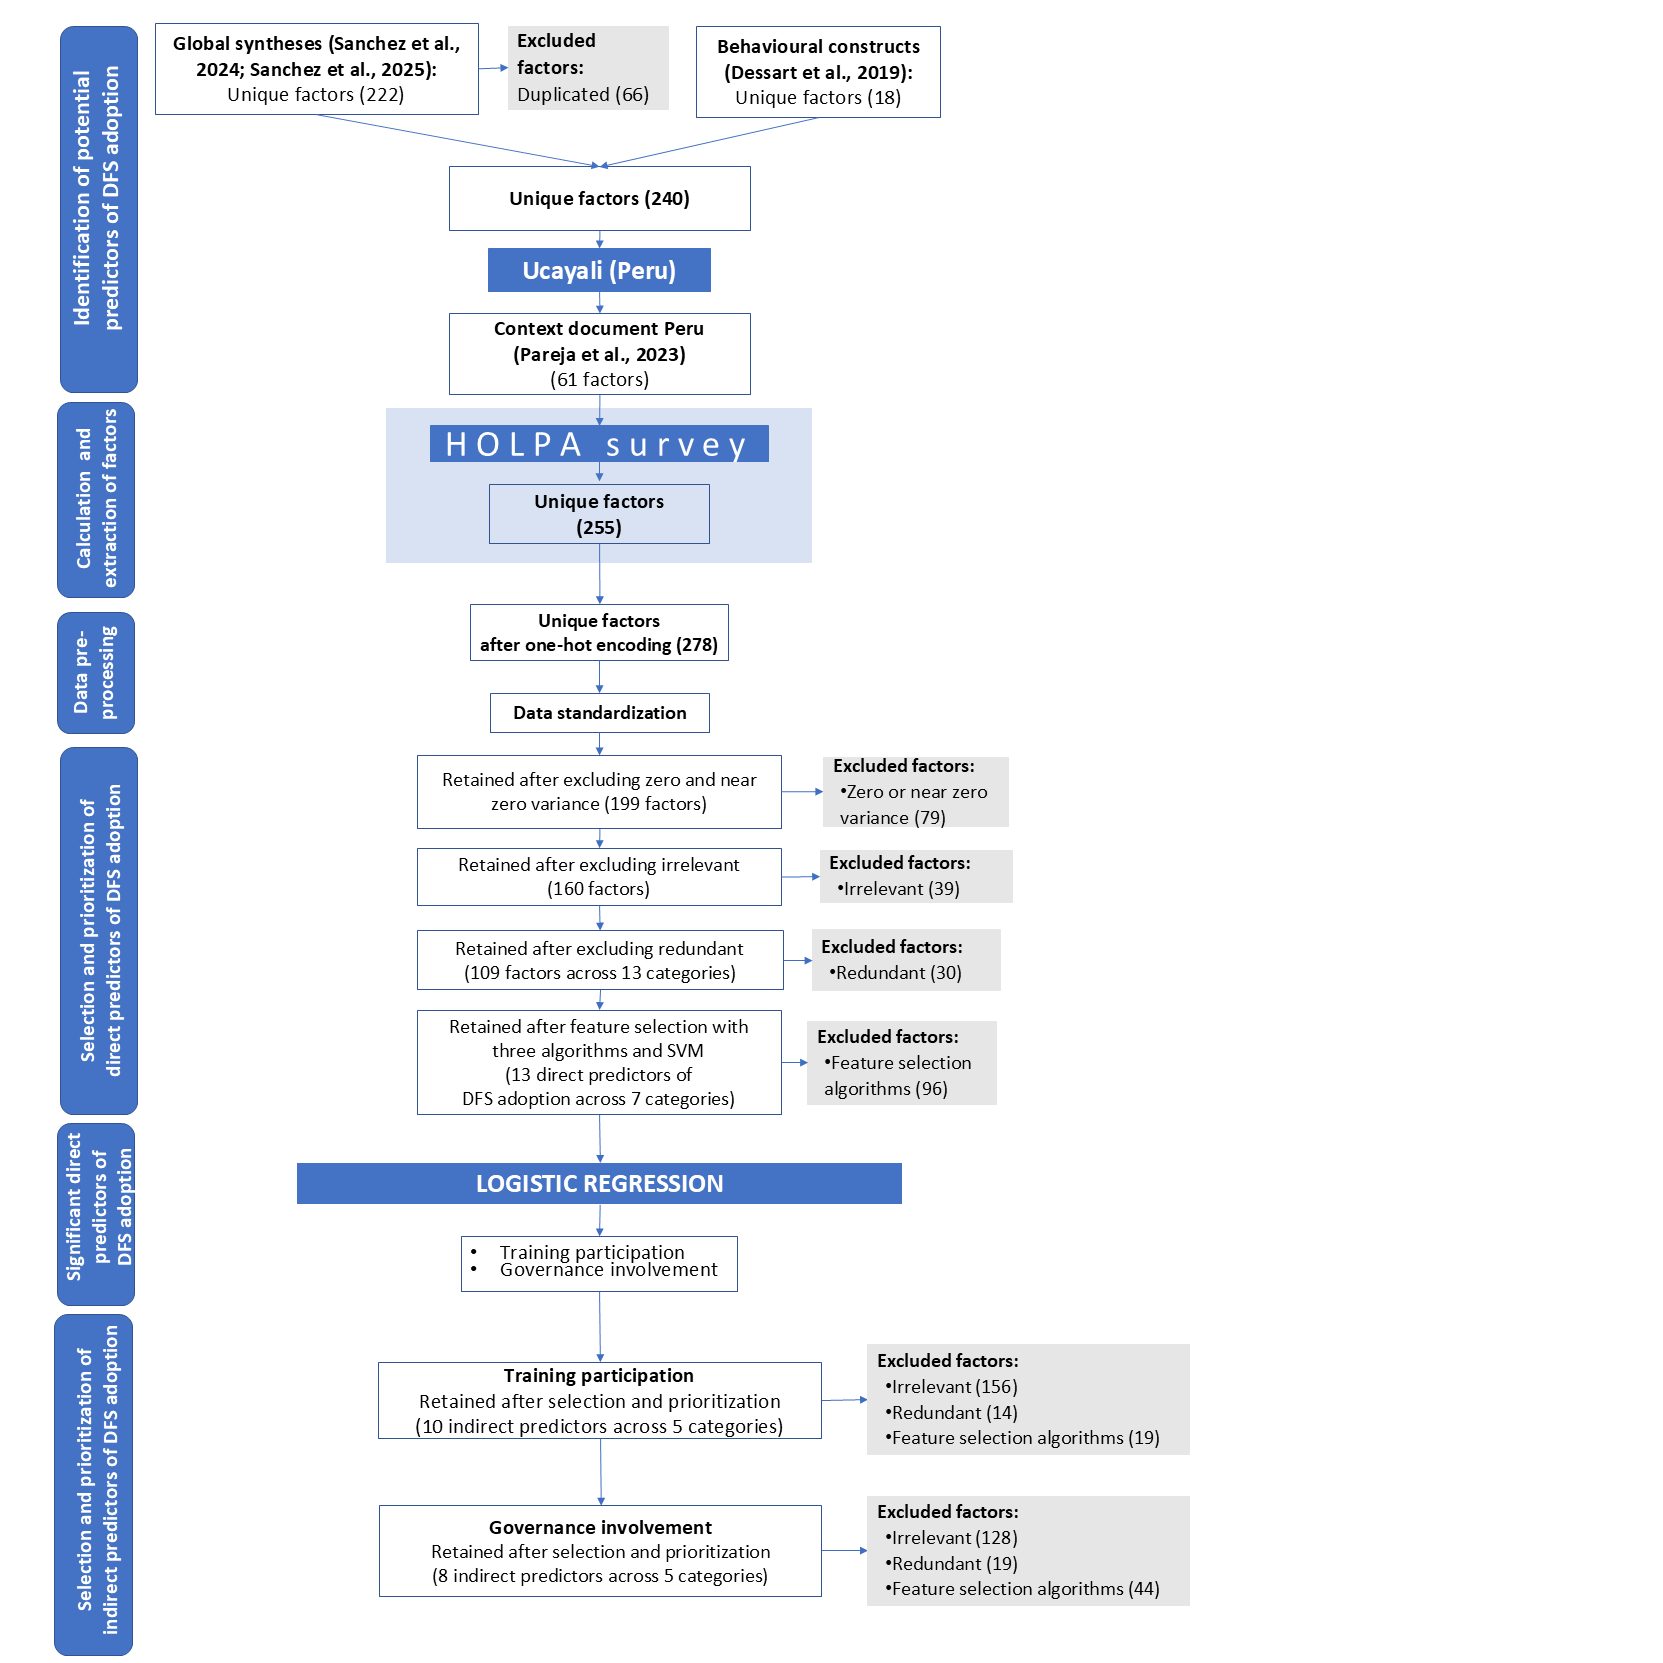 Identification of potential
predictors of DFS adoption
Global syntheses (Sanchez et al.,
2024; Sanchez et al., 2025):
Unique factors (222)
Excluded
factors:
Duplicated (66)
Behavioural constructs
(Dessart et al., 2019):
Unique factors (18)
Unique factors (240)
Ucayali (Peru)
Context document Peru
(Pareja et al., 2023)
(61 factors)
Calculation and
extraction of factors
HOLPA survey
Unique factors
(255)
Data pre-
processing
Unique factors
after one-hot encoding (278)
Data standardization
Selection and prioritization of
direct predictors of DFS adoption
Retained after excluding zero and near
zero variance (199 factors)
Excluded factors:
•Zero or near zero
variance (79)
Retained after excluding irrelevant
(160 factors)
Excluded factors:
•Irrelevant (39)
Retained after excluding redundant
(109 factors across 13 categories)
Excluded factors:
•Redundant (30)
Retained after feature selection with
three algorithms and SVM
(13 direct predictors of
DFS adoption across 7 categories)
Excluded factors:
•Feature selection
algorithms (96)
Significant direct
predictors of
DFS adoption
LOGISTIC REGRESSION
• Training participation
• Governance involvement
Selection and prioritization of
indirect predictors of DFS adoption
Training participation
Retained after selection and prioritization
(10 indirect predictors across 5 categories)
Excluded factors:
•Irrelevant (156)
•Redundant (14)
•Feature selection algorithms (19)
Governance involvement
Retained after selection and prioritization
(8 indirect predictors across 5 categories)
Excluded factors:
•Irrelevant (128)
•Redundant (19)
•Feature selection algorithms (44)